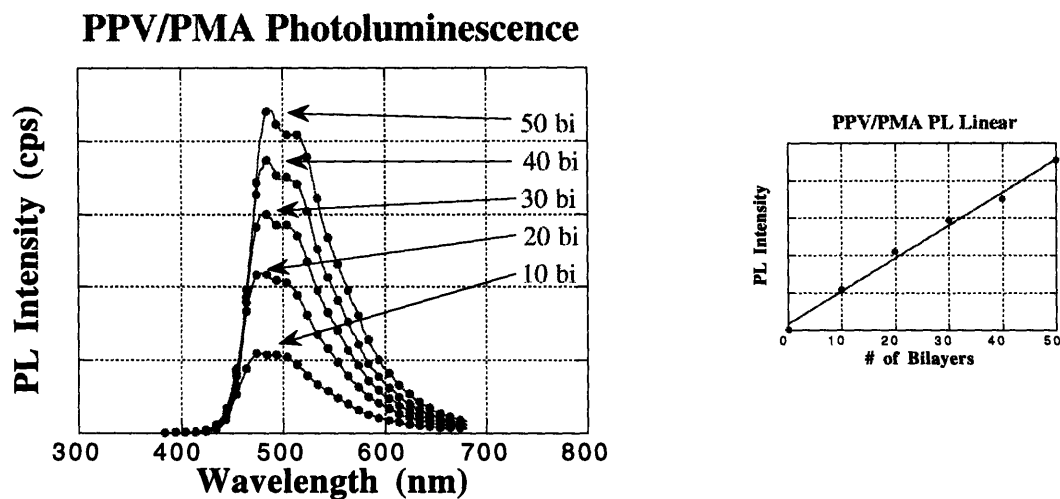 PPV/PMA Photoluminescence
PL Intensity (cps)
50 bi
40 bi
30 bi
20 bi
10 bi
300 400 500 600 700 800
Wavelength (nm)
PPV/PMA PL Linear
PL Intensity
0 10 20 30 40 50
# of Bilayers